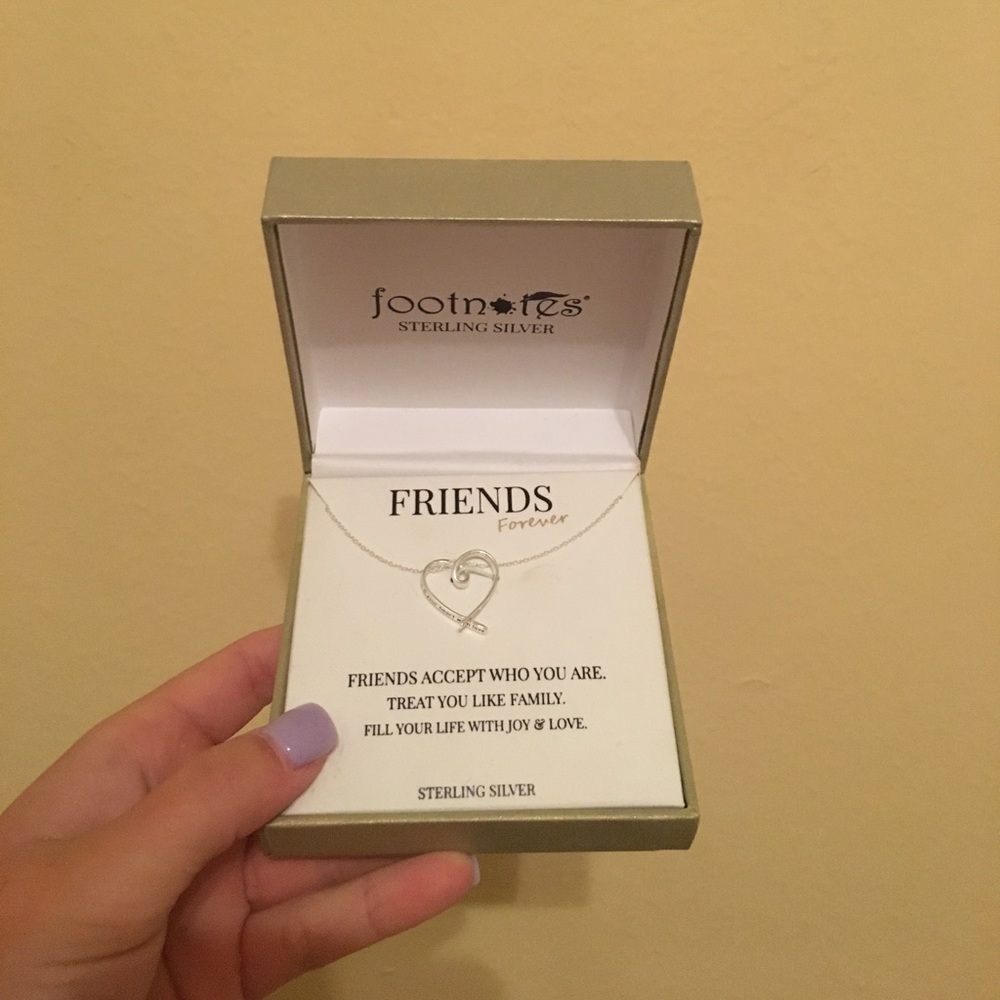 footnotes®
STERLING SILVER
FRIENDS
Forever
FRIENDS ACCEPT WHO YOU ARE.
TREAT YOU LIKE FAMILY.
FILL YOUR LIFE WITH JOY & LOVE.
STERLING SILVER